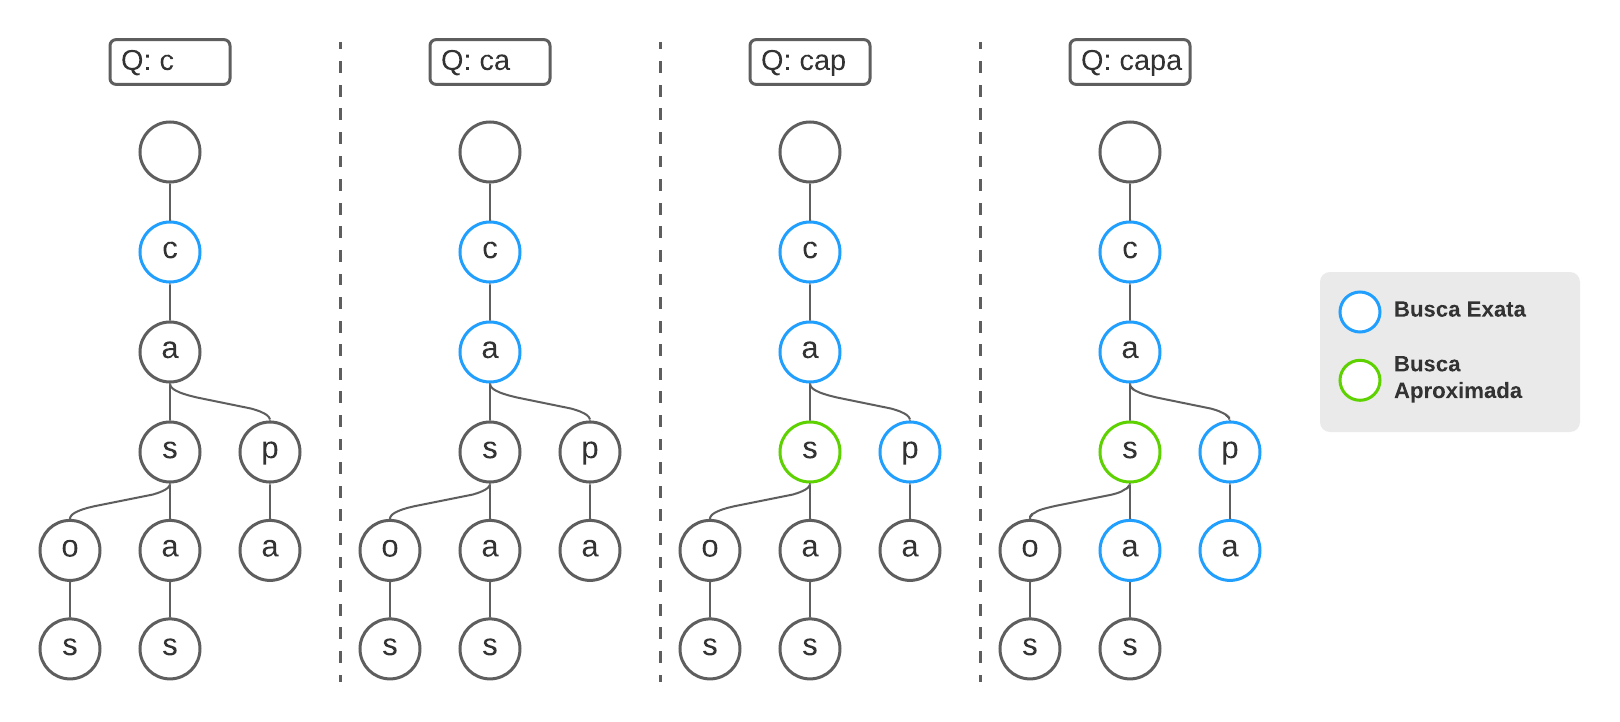 Q: c
c
a
s p
o a a
s s
Q: ca
c
a
s p
o a a
s s
Q: cap
c
a
s p
o a a
s s
Q: capa
c
a
s p
o a a
s s
Busca Exata
Busca
Aproximada